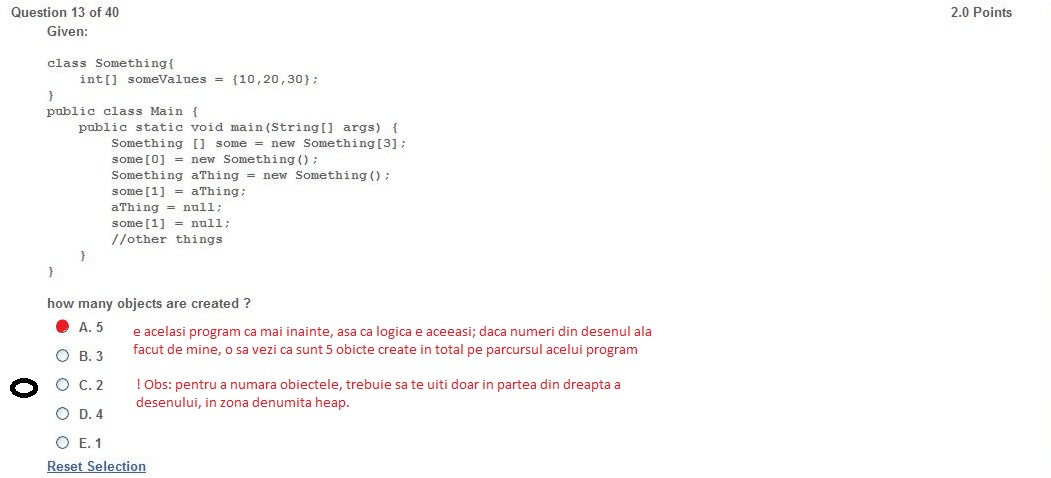 Question 13 of 40 2.0 Points
Given:
class Something{
    int[] someValues = {10,20,30};
}
public class Main {
    public static void main(String[] args) {
        Something [] some = new Something[3];
        some[0] = new Something();
        Something aThing = new Something();
        some[1] = aThing;
        aThing = null;
        some[1] = null;
        //other things
    }
}
how many objects are created ?
A. 5
e acelasi program ca mai inainte, asa ca logica e aceeasi; daca numeri din desenul ala
facut de mine, o sa vezi ca sunt 5 obicte create in total pe parcursul acelui program
B. 3
C. 2
! Obs: pentru a numara obiectele, trebuie sa te uiti doar in partea din dreapta a
desenului, in zona denumita heap.
D. 4
E. 1
Reset Selection